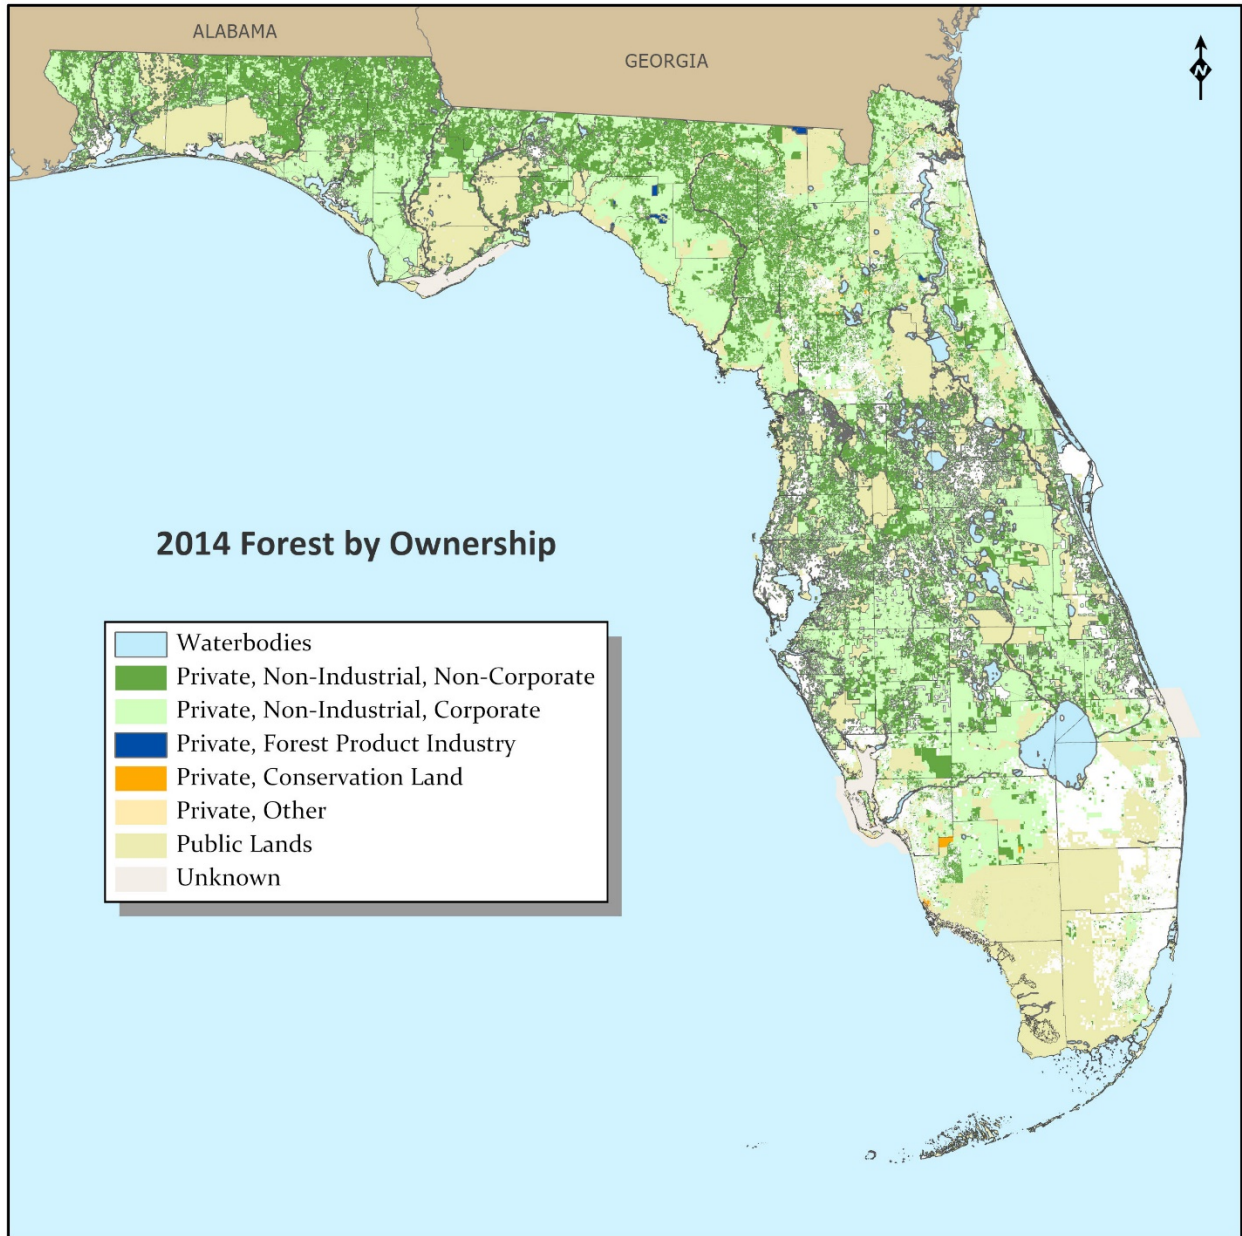 ALABAMA
GEORGIA
N
2014 Forest by Ownership
Waterbodies
Private, Non-Industrial, Non-Corporate
Private, Non-Industrial, Corporate
Private, Forest Product Industry
Private, Conservation Land
Private, Other
Public Lands
Unknown